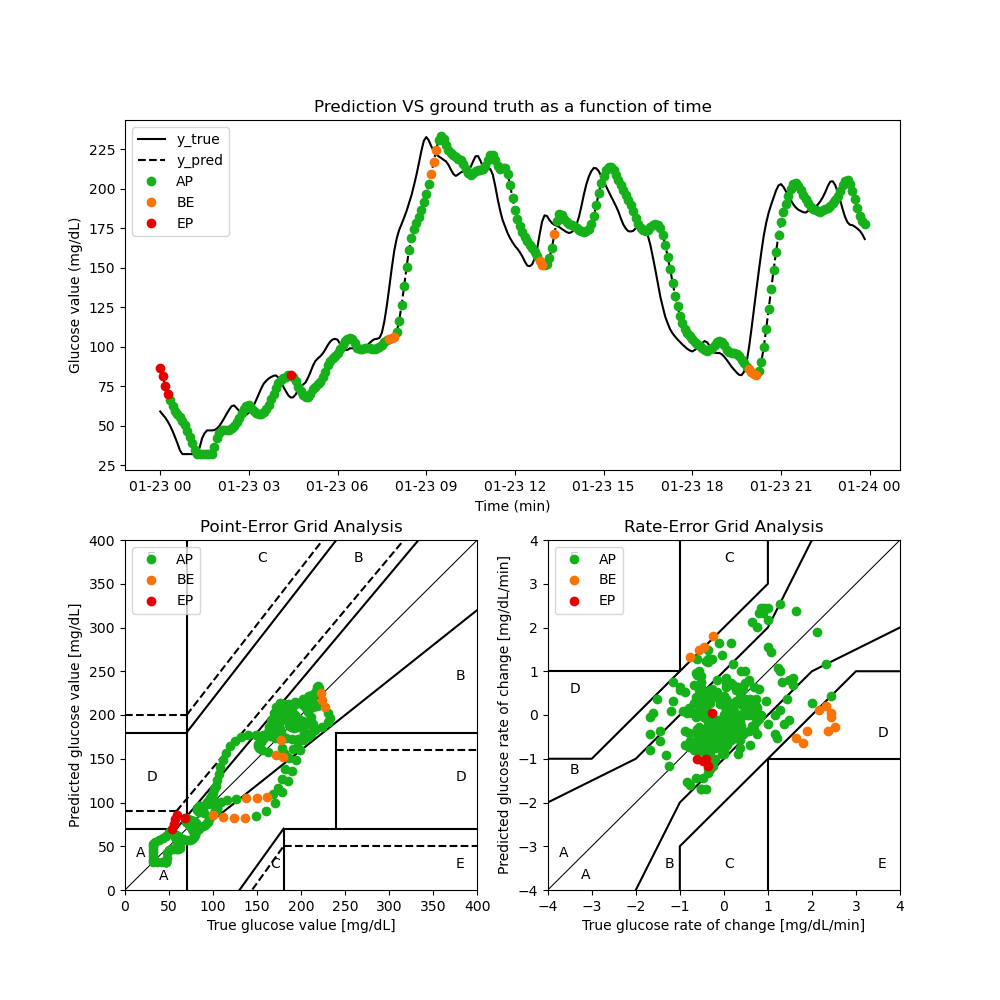 Prediction VS ground truth as a function of time
Glucose value (mg/dL)
225
200
175
150
125
100
75
50
25
y_true
y_pred
AP
BE
EP
01-23 00 01-23 03 01-23 06 01-23 09 01-23 12 01-23 15 01-23 18 01-23 21 01-24 00
Time (min)
Point-Error Grid Analysis
Predicted glucose value [mg/dl]
400
350
300
250
200
150
100
50
0
AP
BE
EP
C
B
B
D
D
A
A
C
E
0 50 100 150 200 250 300 350 400
True glucose value [mg/dL]
Rate-Error Grid Analysis
Predicted glucose rate of change [mg/dL/min]
4
3
2
1
0
−1
−2
−3
−4
AP
BE
EP
C
D
D
B
A
A
B
C
E
−4 −3 −2 −1 0 1 2 3 4
True glucose rate of change [mg/dL/min]